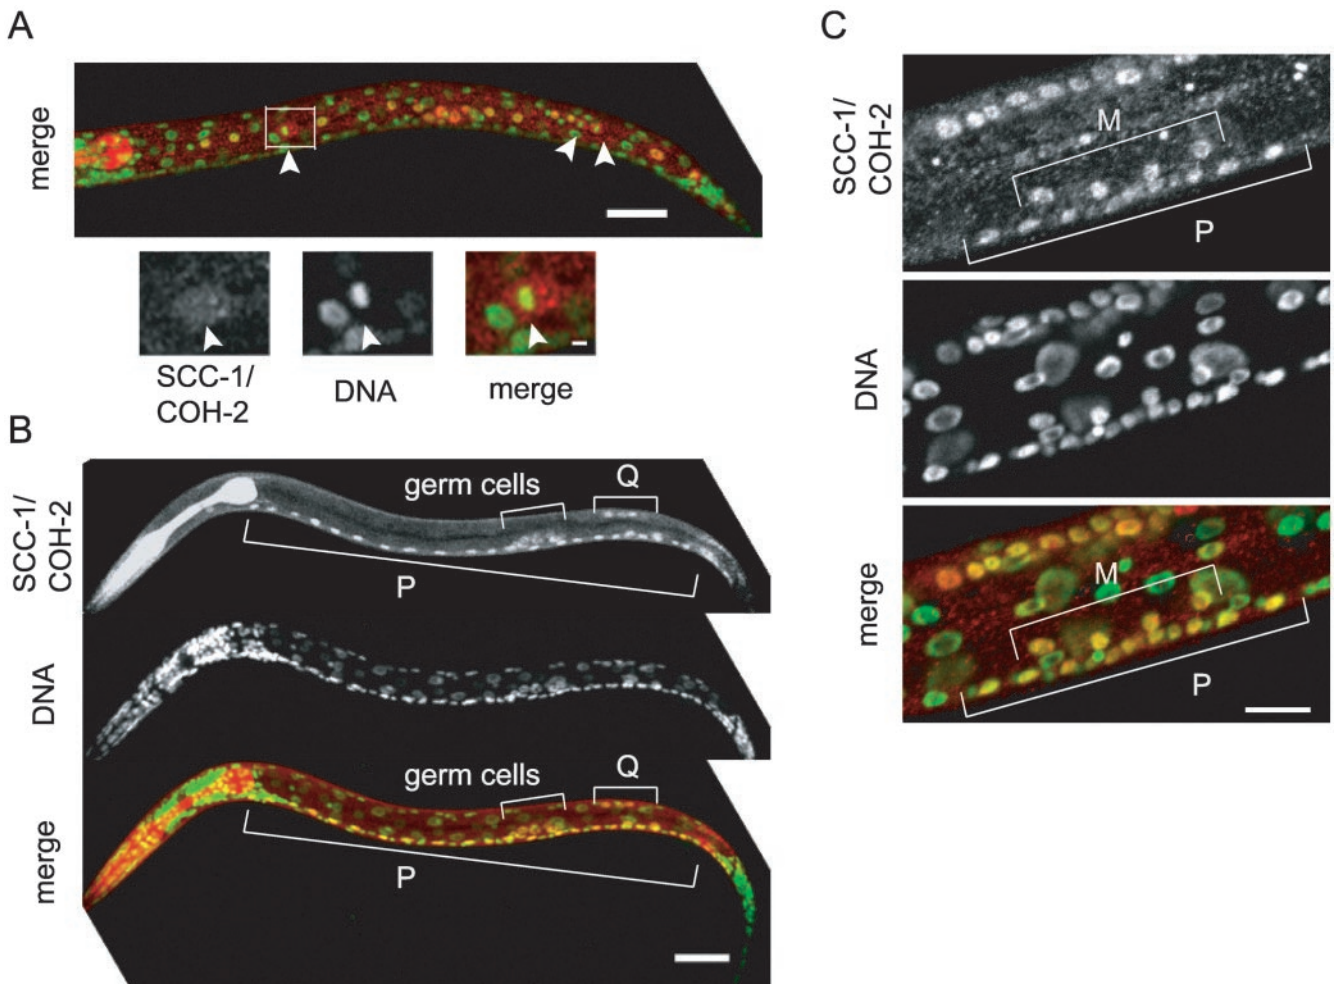 A
merge
SCC-1/
COH-2
DNA
merge
B
SCC-1/
COH-2
germ cells
Q
P
DNA
merge
germ cells
Q
P
C
SCC-1/
COH-2
M
P
DNA
merge
M
P